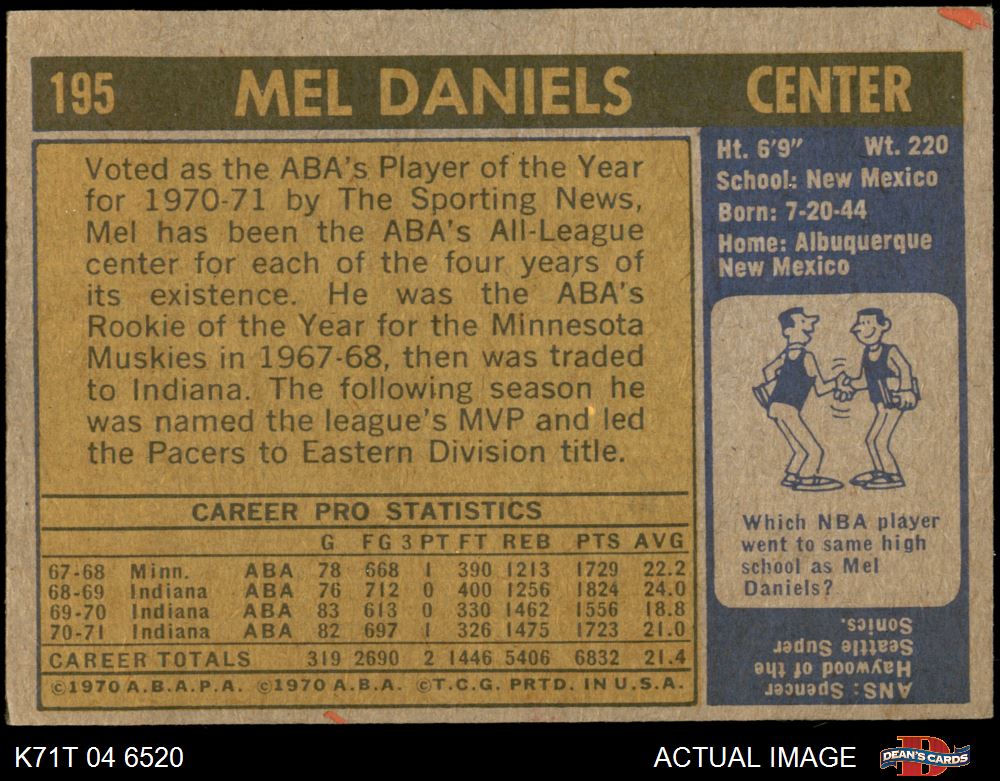 195 MEL DANIELS CENTER
Voted as the ABA's Player of the Year
for 1970-71 by The Sporting News,
Mel has been the ABA's All-League
center for each of the four years of
its existence. He was the ABA's
Rookie of the Year for the Minnesota
Muskies in 1967-68, then was traded
to Indiana. The following season he
was named the league's MVP and led
the Pacers to Eastern Division title.
CAREER PRO STATISTICS
G FG 3 PT FT REB PTS AVG
67-68 Minn. ABA 78 668 1 390 1213 1729 22.2
68-69 Indiana ABA 76 712 0 400 1256 1824 24.0
69-70 Indiana ABA 83 613 0 330 1462 1556 18.8
70-71 Indiana ABA 82 697 1 326 1475 1723 21.0
CAREER TOTALS 319 2690 2 1446 5406 6832 21.4
©1970 A.B.A.P.A. ©1970 A.B.A. ©T.C.G. PRTD. IN U.S.A.
Ht. 6'9" Wt. 220
School: New Mexico
Born: 7-20-44
Home: Albuquerque
New Mexico
Which NBA player
went to same high
school as Mel
Daniels?
ANS: Spencer
Haywood of the
Seattle Super
Sonics.
K71T 04 6520
ACTUAL IMAGE
DEAN'S CARDS